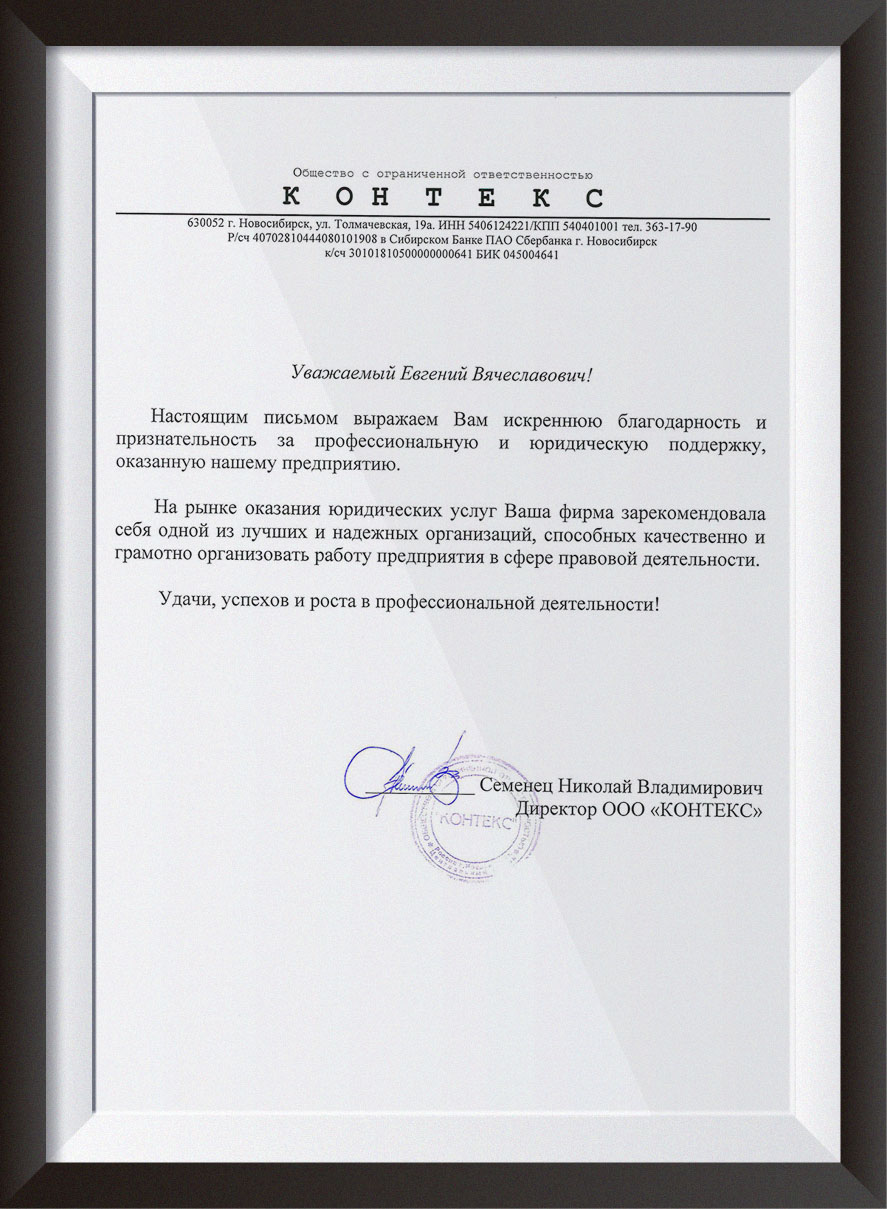 Общество с ограниченной ответственностью
К О Н Т Е К С
630052 г. Новосибирск, ул. Толмачевская, 19а. ИНН 5406124221/КПП 540401001 тел. 363-17-90
Р/сч 40702810444080101908 в Сибирском Банке ПАО Сбербанка г. Новосибирск
к/сч 30101810500000000641 БИК 045004641
Уважаемый Евгений Вячеславович!
Настоящим письмом выражаем Вам искреннюю благодарность и
признательность за профессиональную и юридическую поддержку,
оказанную нашему предприятию.
На рынке оказания юридических услуг Ваша фирма зарекомендовала
себя одной из лучших и надежных организаций, способных качественно и
грамотно организовать работу предприятия в сфере правовой деятельности.
Удачи, успехов и роста в профессиональной деятельности!
Семенец Николай Владимирович
Директор ООО «КОНТЕКС»
"КОНТЕКС"